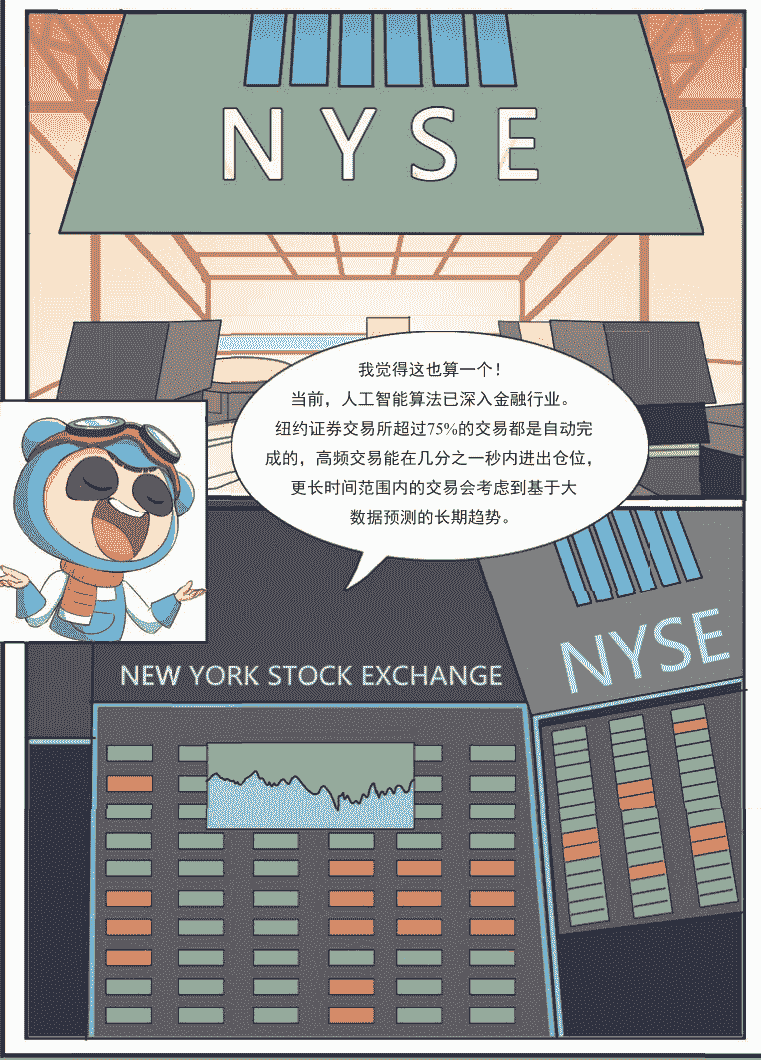 NYSE
我觉得这也算一个！
当前，人工智能算法已深入金融行业。
纽约证券交易所超过75%的交易都是自动完
成的，高频交易能在几分之一秒内进出仓位，
更长时间范围内的交易会考虑到基于大
数据预测的长期趋势。
NYSE
NEW YORK STOCK EXCHANGE